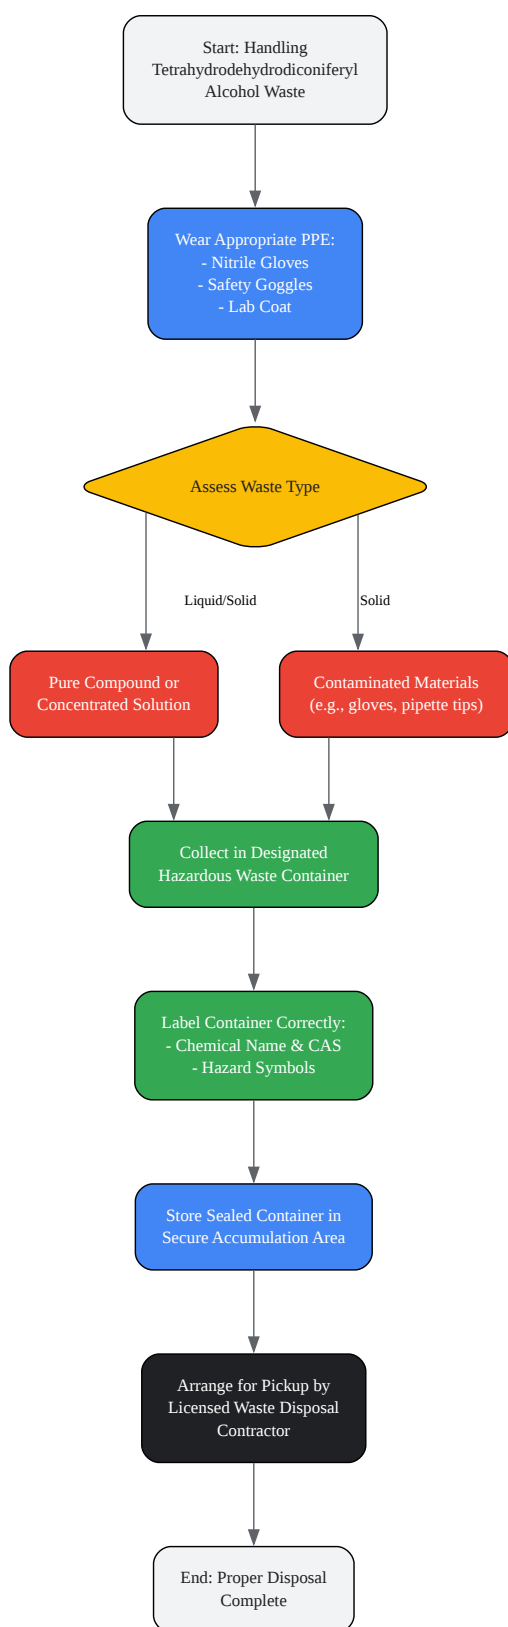 Start: Handling
Tetrahydrodehydrodiconiferyl
Alcohol Waste
Wear Appropriate PPE:
- Nitrile Gloves
- Safety Goggles
- Lab Coat
Assess Waste Type
Liquid/Solid
Solid
Pure Compound or
Concentrated Solution
Contaminated Materials
(e.g., gloves, pipette tips)
Collect in Designated
Hazardous Waste Container
Label Container Correctly:
- Chemical Name & CAS
- Hazard Symbols
Store Sealed Container in
Secure Accumulation Area
Arrange for Pickup by
Licensed Waste Disposal
Contractor
End: Proper Disposal
Complete